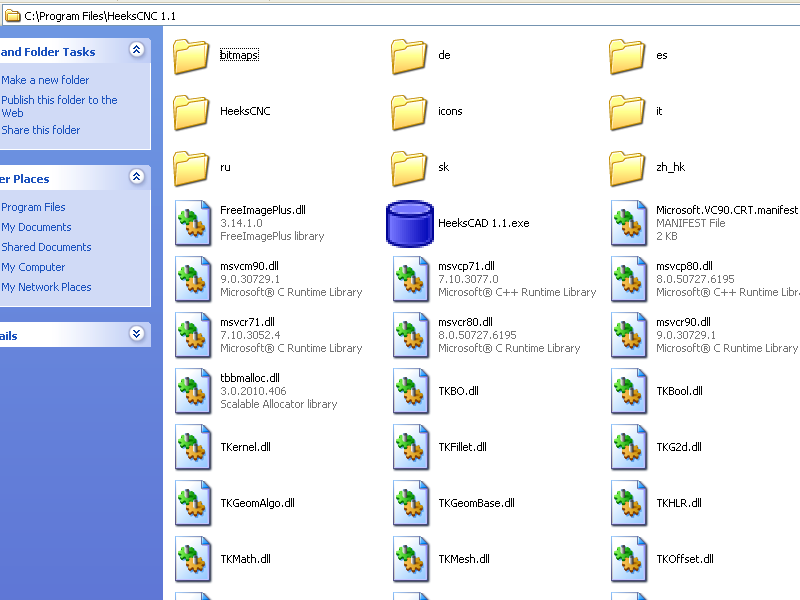 C:\Program Files\HeeksCNC 1.1
and Folder Tasks
Make a new folder
Publish this folder to the
Web
Share this folder
er Places
Program Files
My Documents
Shared Documents
My Computer
My Network Places
ails
bitmaps
de
es
HeeksCNC
icons
it
ru
sk
zh_hk
FreeImagePlus.dll
3.14.1.0
FreeImagePlus library
HeeksCAD 1.1.exe
Microsoft.VC90.CRT.manifest
MANIFEST File
2 KB
msvcm90.dll
9.0.30729.1
Microsoft® C Runtime Library
msvcp71.dll
7.10.3077.0
Microsoft® C++ Runtime Library
msvcp80.dll
8.0.50727.6195
Microsoft® C++ Runtime Libra
msvcr71.dll
7.10.3052.4
Microsoft® C Runtime Library
msvcr80.dll
8.0.50727.6195
Microsoft® C Runtime Library
msvcr90.dll
9.0.30729.1
Microsoft® C Runtime Library
tbbmalloc.dll
3.0.2010.406
Scalable Allocator library
TKBO.dll
TKBool.dll
TKernel.dll
TKFillet.dll
TKG2d.dll
TKGeomAlgo.dll
TKGeomBase.dll
TKHLR.dll
TKMath.dll
TKMesh.dll
TKOffset.dll